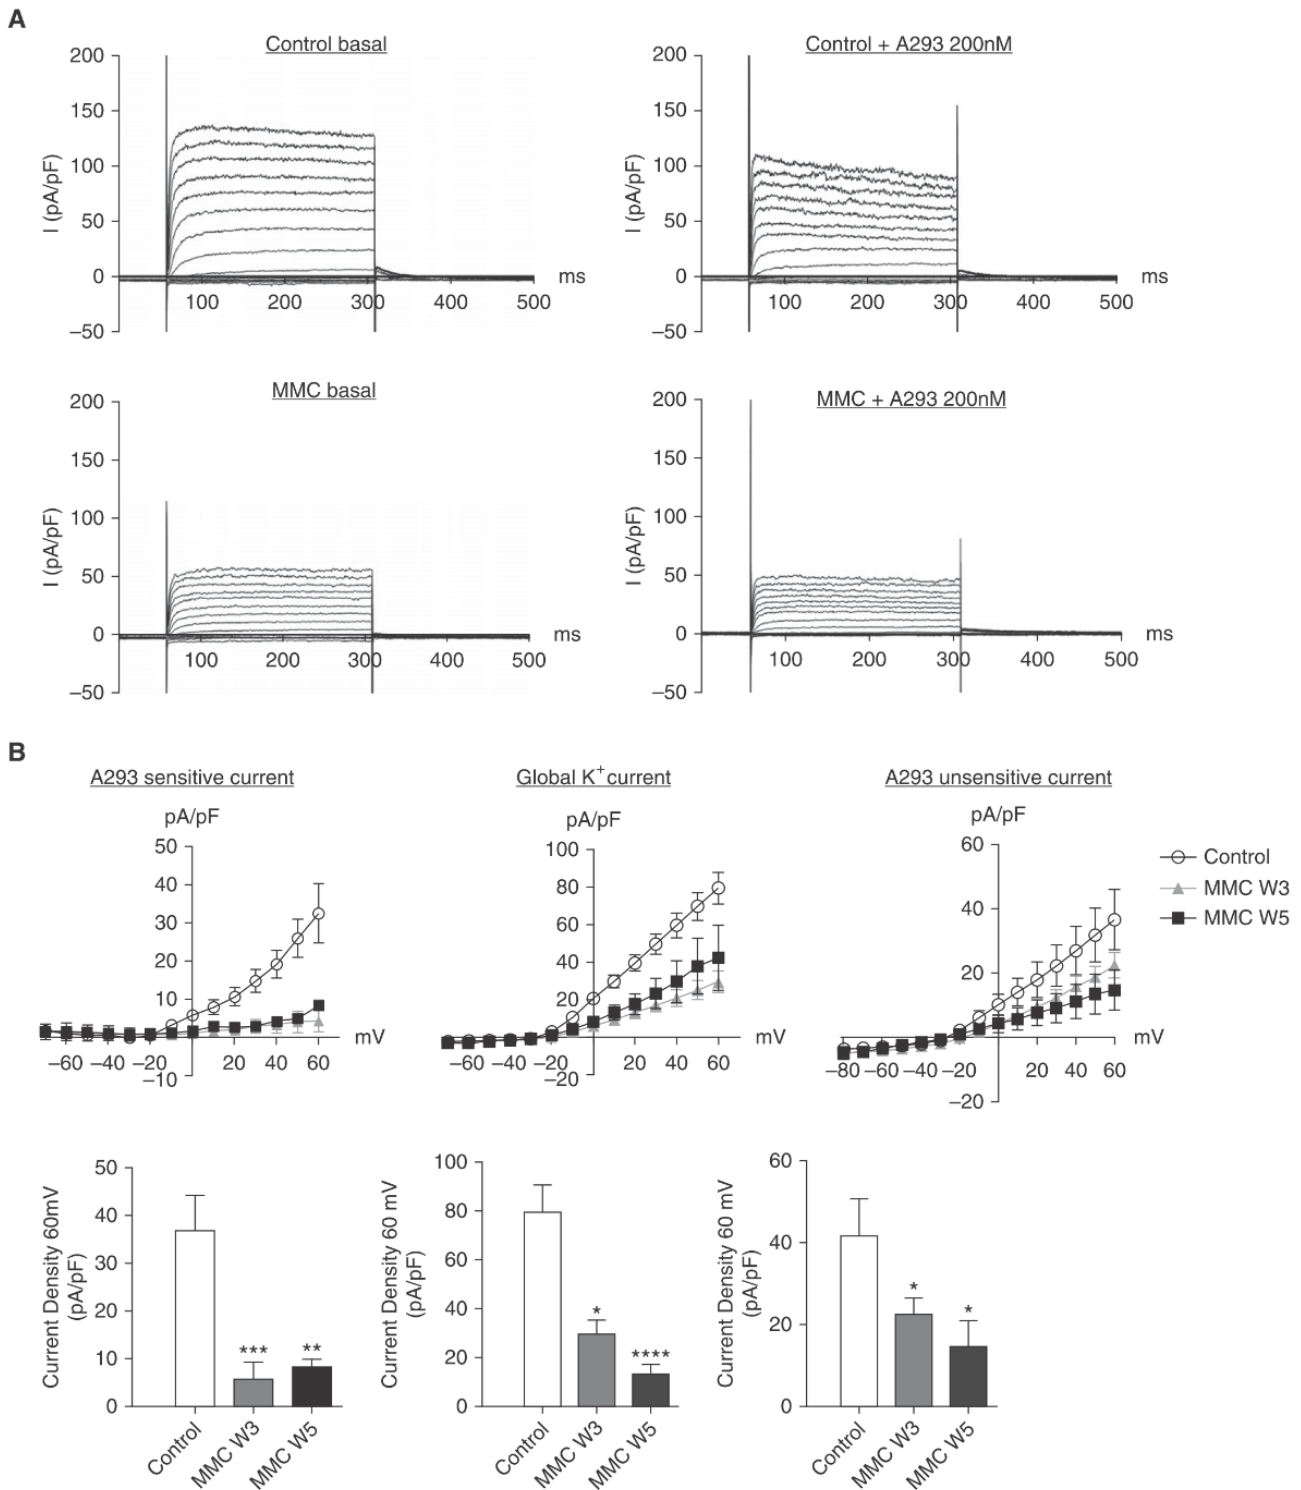 A
Control basal
200
150
100
50
0
–50
I (pA/pF)
100 200 300 400 500
ms
Control + A293 200nM
200
150
100
50
0
–50
I (pA/pF)
100 200 300 400 500
ms
MMC basal
200
150
100
50
0
–50
I (pA/pF)
100 200 300 400 500
ms
MMC + A293 200nM
200
150
100
50
0
–50
I (pA/pF)
100 200 300 400 500
ms
B
A293 sensitive current
pA/pF
50
40
30
20
10
–10
–60 –40 –20 20 40 60
mV
Global K+ current
pA/pF
100
80
60
40
20
–20
–60 –40 –20 20 40 60
mV
A293 unsensitive current
pA/pF
60
40
20
–20
–80 –60 –40 –20 20 40 60
mV
Control
MMC W3
MMC W5
Current Density 60mV
(pA/pF)
50
40
30
20
10
0
***
**
Control
MMC W3
MMC W5
Current Density 60 mV
(pA/pF)
100
80
60
40
20
0
*
****
Control
MMC W3
MMC W5
Current Density 60 mV
(pA/pF)
60
40
20
0
*
*
Control
MMC W3
MMC W5